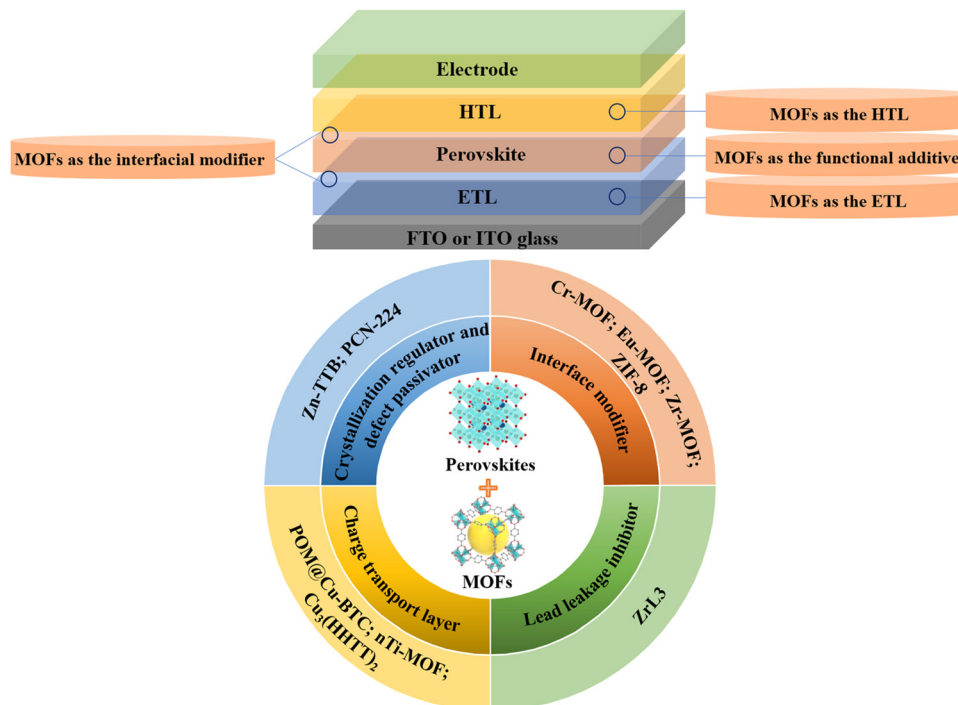 Electrode
HTL
MOFs as the HTL
MOFs as the interfacial modifier
Perovskite
MOFs as the functional additive
ETL
MOFs as the ETL
FTO or ITO glass
Zn-TTB; PCN-224
Crystallization regulator and
defect passivator
Cr-MOF; Eu-MOF; Zr-MOF;
ZIF-8
Interface modifier
Perovskites
+
MOFs
Charge transport layer
POM@Cu-BTC; nTi-MOF;
Cu₃(HHTT)₂
Lead leakage inhibitor
ZrL3